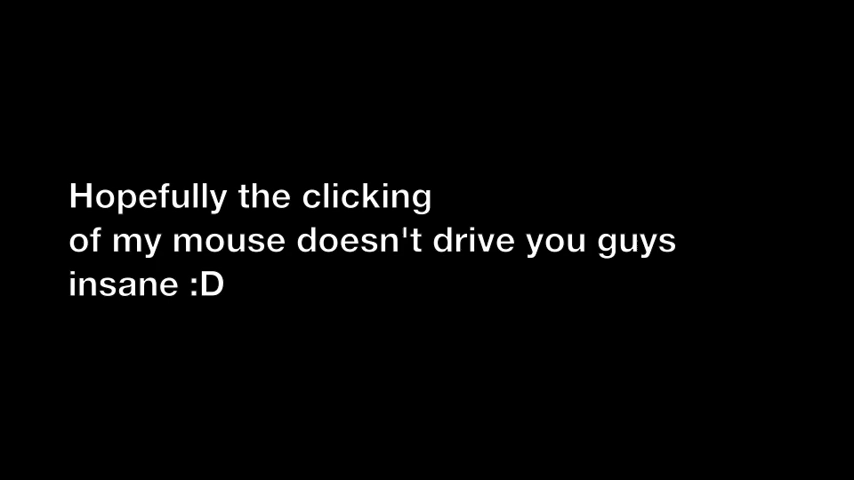 Hopefully the clicking
of my mouse doesn't drive you guys
insane :D